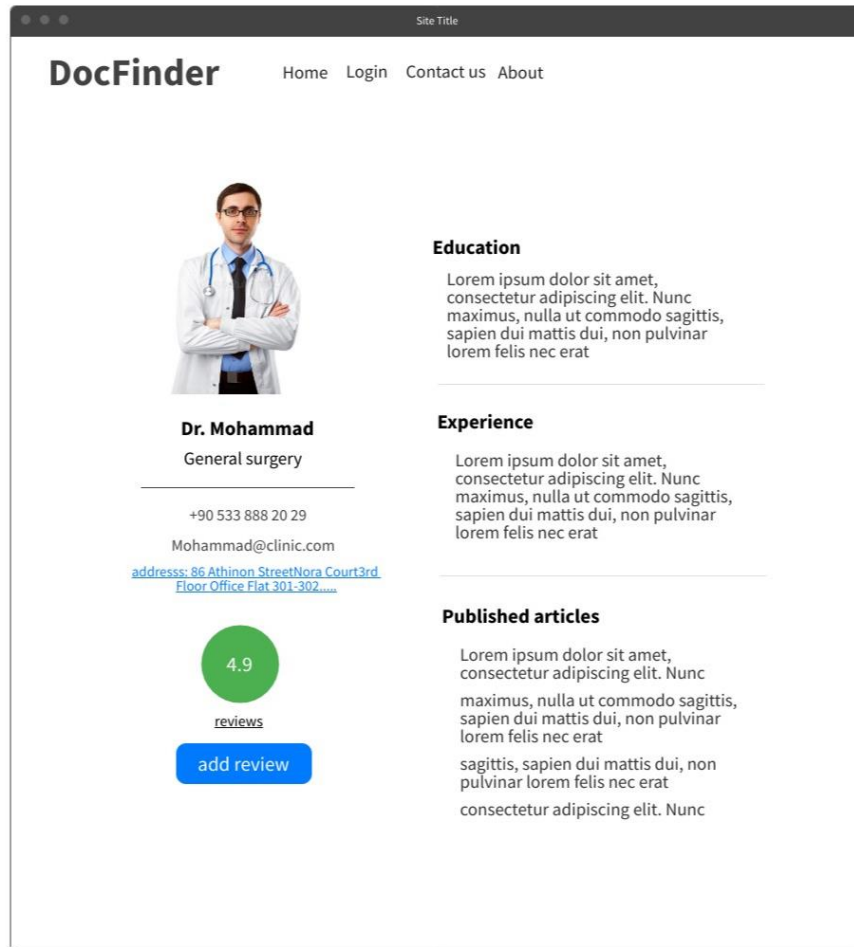 Site Title
DocFinder
Home Login Contact us About
Dr. Mohammad
General surgery
+90 533 888 20 29
Mohammad@clinic.com
addresss: 86 Athinon StreetNora Court3rd
Floor Office Flat 301-302.....
4.9
reviews
add review
Education
Lorem ipsum dolor sit amet,
consectetur adipiscing elit. Nunc
maximus, nulla ut commodo sagittis,
sapien dui mattis dui, non pulvinar
lorem felis nec erat
Experience
Lorem ipsum dolor sit amet,
consectetur adipiscing elit. Nunc
maximus, nulla ut commodo sagittis,
sapien dui mattis dui, non pulvinar
lorem felis nec erat
Published articles
Lorem ipsum dolor sit amet,
consectetur adipiscing elit. Nunc
maximus, nulla ut commodo sagittis,
sapien dui mattis dui, non pulvinar
lorem felis nec erat
sagittis, sapien dui mattis dui, non
pulvinar lorem felis nec erat
consectetur adipiscing elit. Nunc